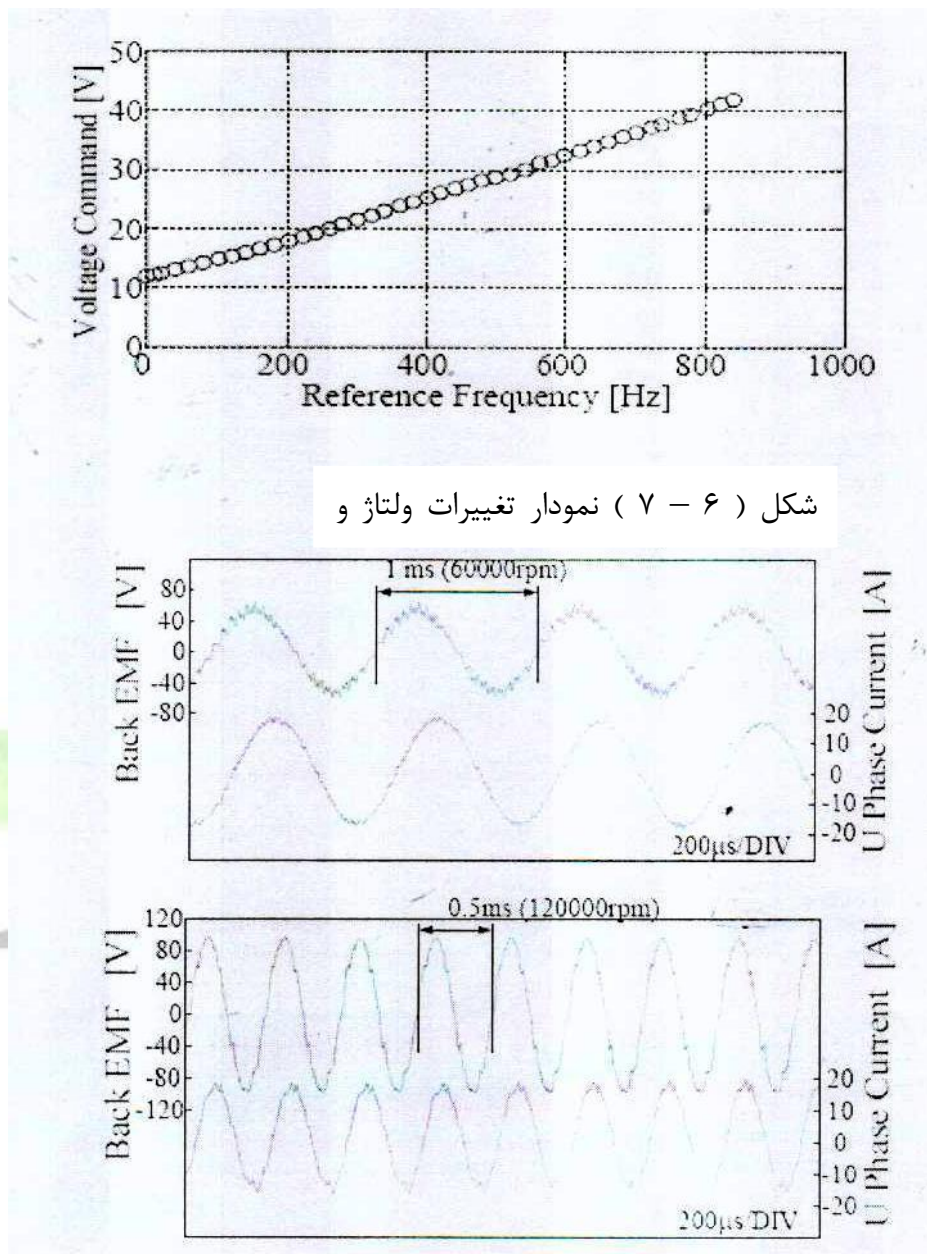 50
40
30
20
10
0
Voltage Command [V]
0 200 400 600 800 1000
Reference Frequency [Hz]
شکل ( ۶ – ۷ ) نمودار تغییرات ولتاژ و
1 ms (60000rpm)
Back EMF [V]
80
40
0
-40
-80
20
10
0
-10
-20
U Phase Current [A]
200µs/DIV
0.5ms (120000rpm)
Back EMF [V]
120
80
40
0
-40
-80
-120
20
10
0
-10
-20
U Phase Current [A]
200µs/DIV